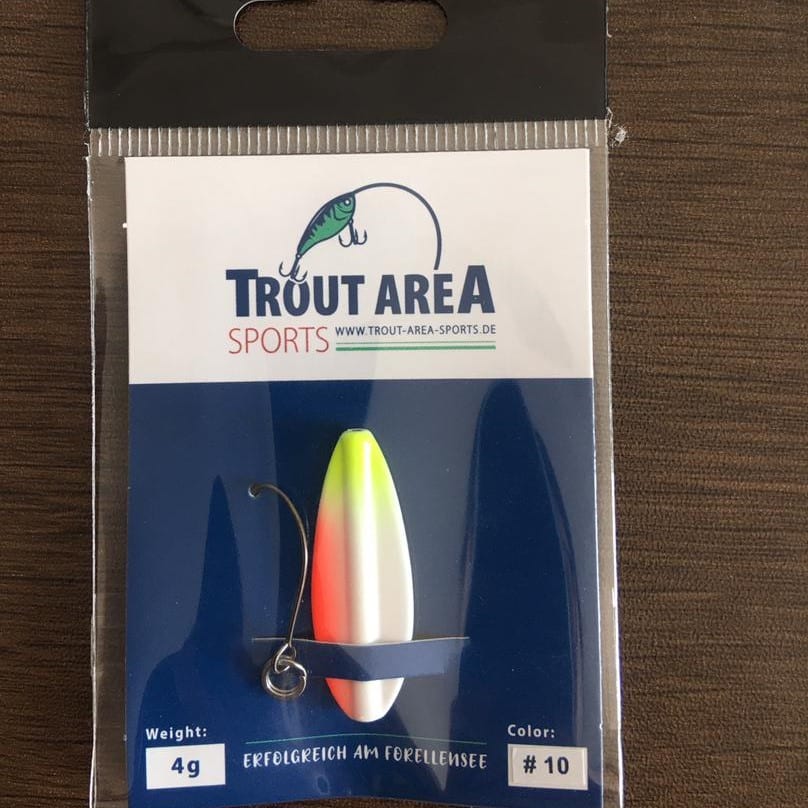 TROUT AREA
SPORTS WWW.TROUT-AREA-SPORTS.DE
Weight: Color:
4g ERFOLGREICH AM FORELLENSEE # 10